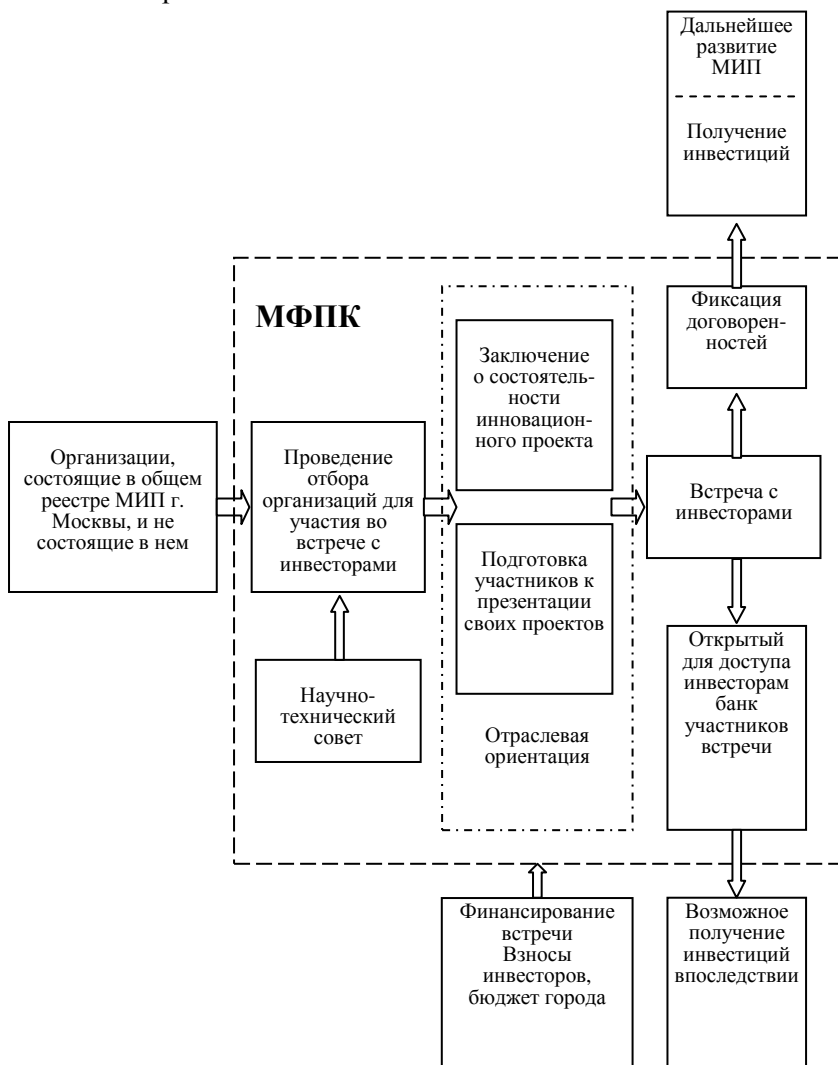 Дальнейшее
развитие
МИП
Получение
инвестиций
МФПК
Фиксация
договорен-
ностей
Заключение
о состоятель-
ности
инновацион-
ного проекта
Организации,
состоящие в общем
реестре МИП г.
Москвы, и не
состоящие в нем
Проведение
отбора
организаций для
участия во
встрече с
инвесторами
Встреча с
инвесторами
Подготовка
участников к
презентации
своих проектов
Научно-
технический
совет
Отраслевая
ориентация
Открытый
для доступа
инвесторам
банк
участников
встречи
Финансирование
встречи
Взносы
инвесторов,
бюджет города
Возможное
получение
инвестиций
впоследствии